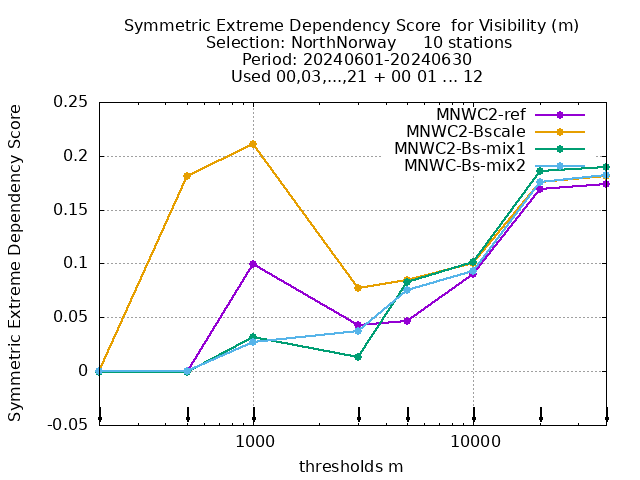 Symmetric Extreme Dependency Score  for Visibility (m)
Selection: NorthNorway     10 stations
Period: 20240601-20240630
Used 00,03,...,21 + 00 01 ... 12
Symmetric Extreme Dependency Score
0.25
0.2
0.15
0.1
0.05
0
-0.05
MNWC2-ref
MNWC2-Bscale
MNWC2-Bs-mix1
MNWC-Bs-mix2
1000
10000
thresholds m